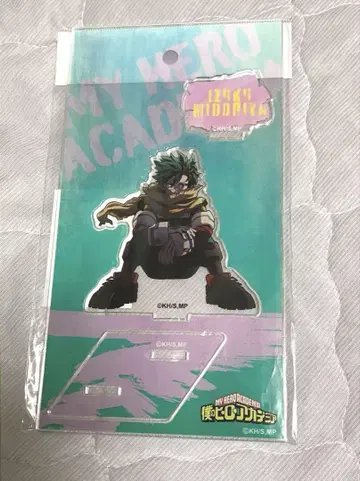 MY HERO
ACADEMIA
IZUKU
MIDORIYA
©KH/S,MP
©KH/S,MP
©KH/S,MP
MY HERO ACADEMIA
僕のヒーローアカデミア
©KH/S,MP